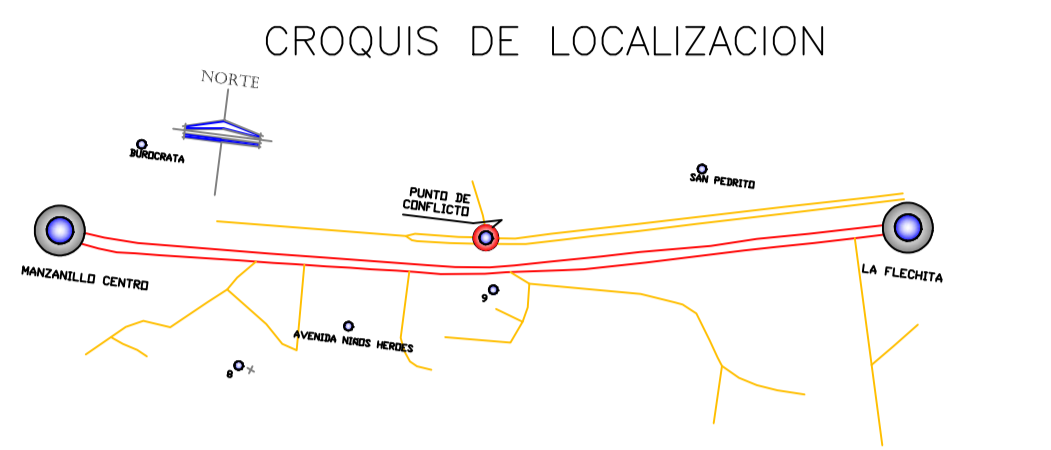 CROQUIS DE LOCALIZACION
NORTE
BUROCRATA
SAN PEDRITO
PUNTO DE
CONFLICTO
MANZANILLO CENTRO
LA FLECHITA
9
AVENIDA NIÑOS HEROES
8